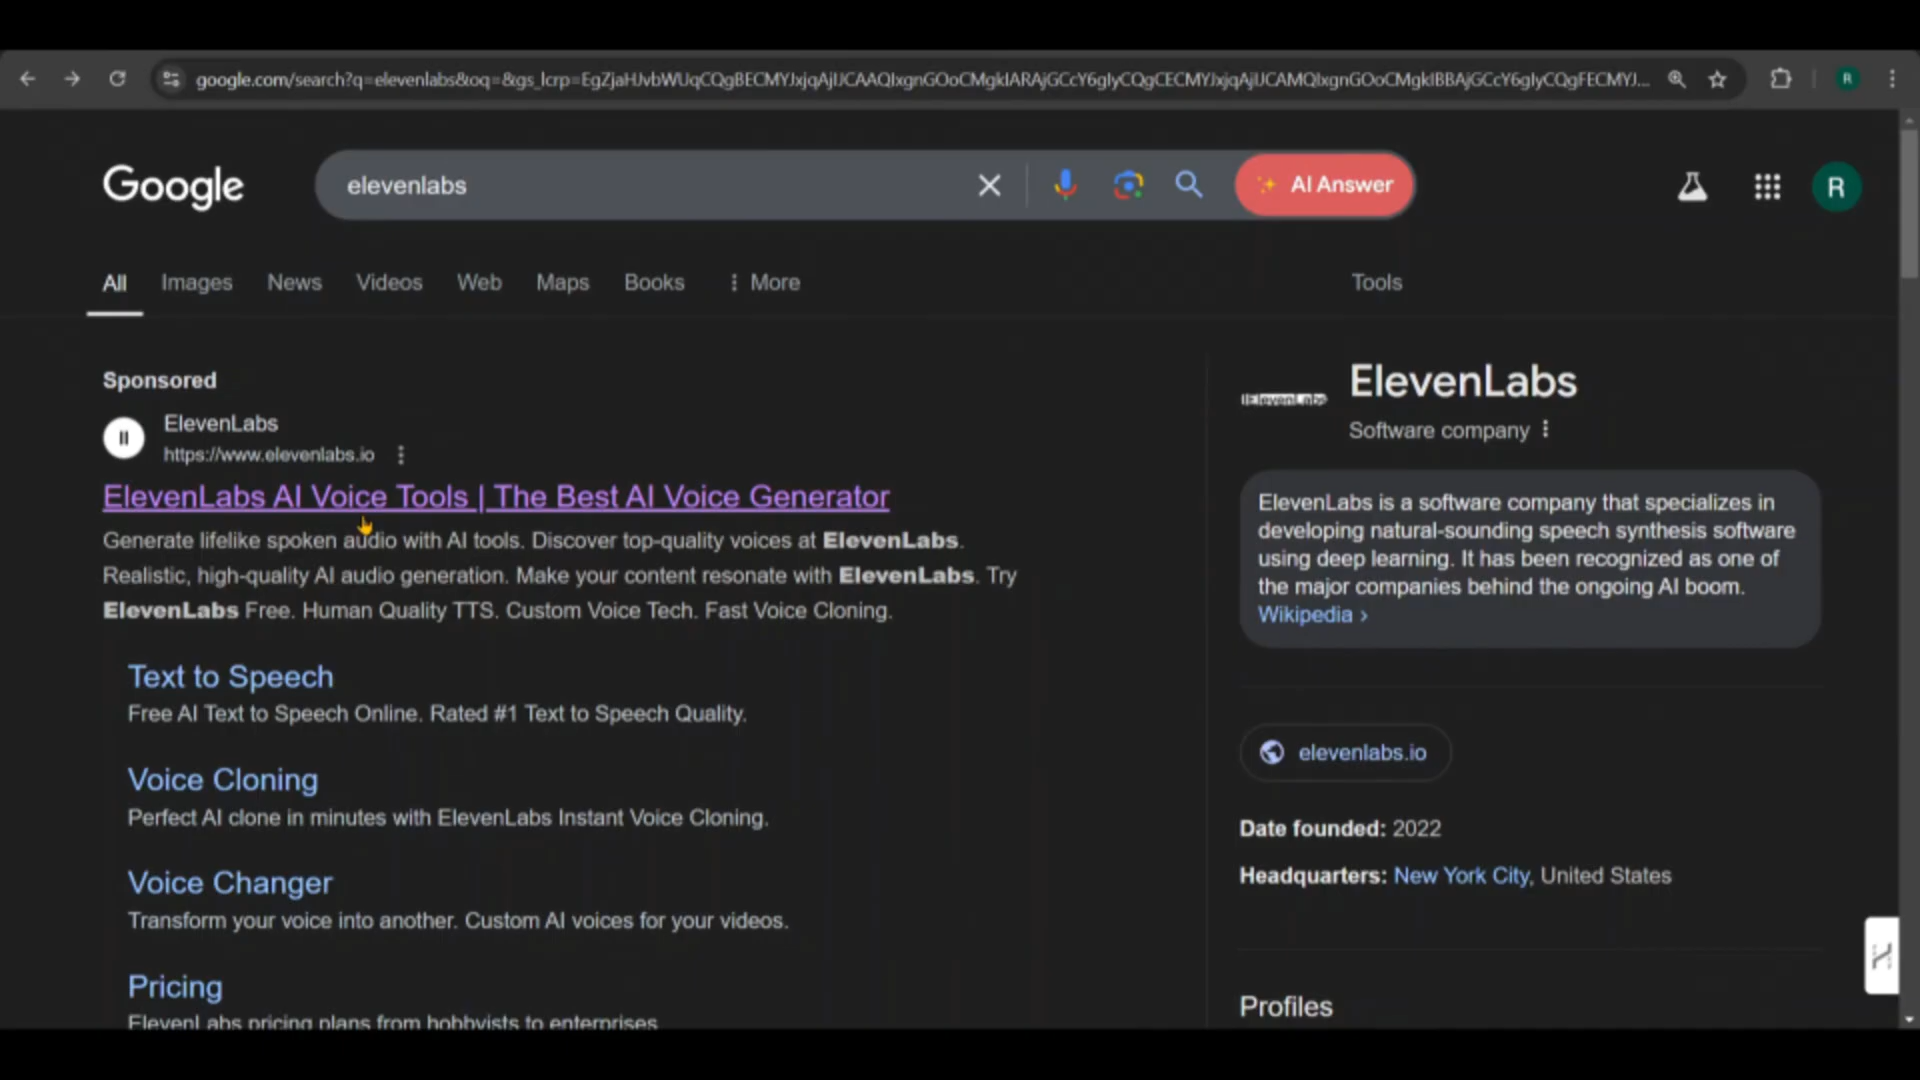 google.com/search?q=elevenlabs&oq=&gs_lcrp=
Google
elevenlabs
AI Answer
R
R
All
Images
News
Videos
Web
Maps
Books
More
Tools
Sponsored
ElevenLabs
https://www.elevenlabs.io
ElevenLabs AI Voice Tools | The Best AI Voice Generator
Generate lifelike spoken audio with AI tools. Discover top-quality voices at ElevenLabs.
Realistic, high-quality AI audio generation. Make your content resonate with ElevenLabs. Try
ElevenLabs Free. Human Quality TTS. Custom Voice Tech. Fast Voice Cloning.
Text to Speech
Free AI Text to Speech Online. Rated #1 Text to Speech Quality.
Voice Cloning
Perfect AI clone in minutes with ElevenLabs Instant Voice Cloning.
Voice Changer
Transform your voice into another. Custom AI voices for your videos.
Pricing
ElevenLabs pricing plans from hobbyists to enterprises
IIElevenLabs
ElevenLabs
Software company
ElevenLabs is a software company that specializes in
developing natural-sounding speech synthesis software
using deep learning. It has been recognized as one of
the major companies behind the ongoing AI boom.
Wikipedia ›
elevenlabs.io
Date founded: 2022
Headquarters: New York City, United States
Profiles